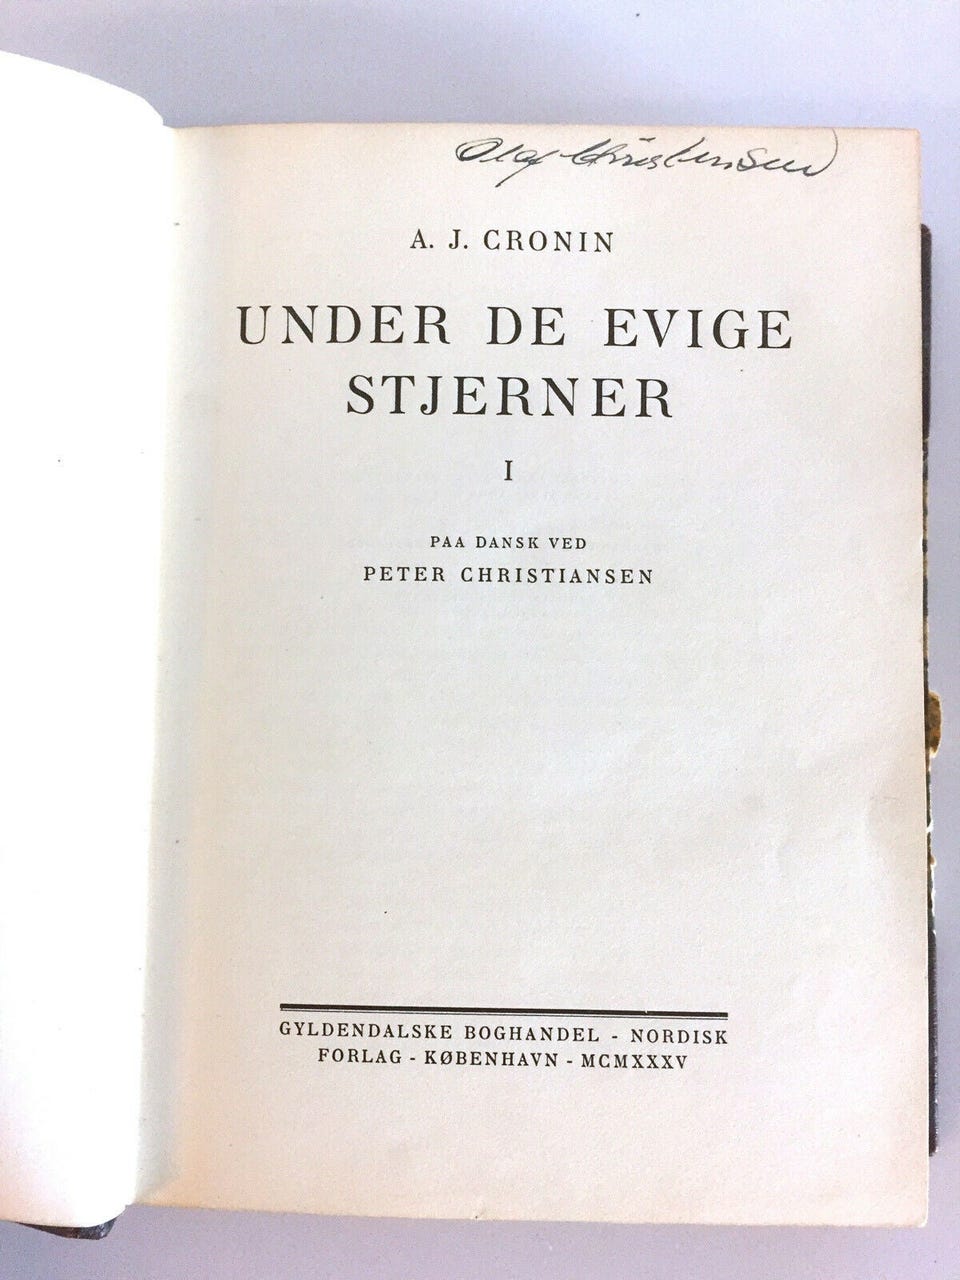 Olaf Christensen
A. J. CRONIN
UNDER DE EVIGE
STJERNER
I
PAA DANSK VED
PETER CHRISTIANSEN
GYLDENDALSKE BOGHANDEL - NORDISK
FORLAG - KØBENHAVN - MCMXXXV